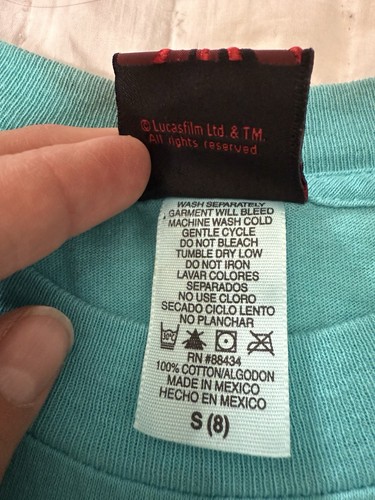 © Lucasfilm Ltd. & TM.
All rights reserved.
WASH SEPARATELY
GARMENT WILL BLEED
MACHINE WASH COLD
GENTLE CYCLE
DO NOT BLEACH
TUMBLE DRY LOW
DO NOT IRON
LAVAR COLORES
SEPARADOS
NO USE CLORO
SECADO CICLO LENTO
NO PLANCHAR
RN #88434
100% COTTON/ALGODON
MADE IN MEXICO
HECHO EN MEXICO
S (8)